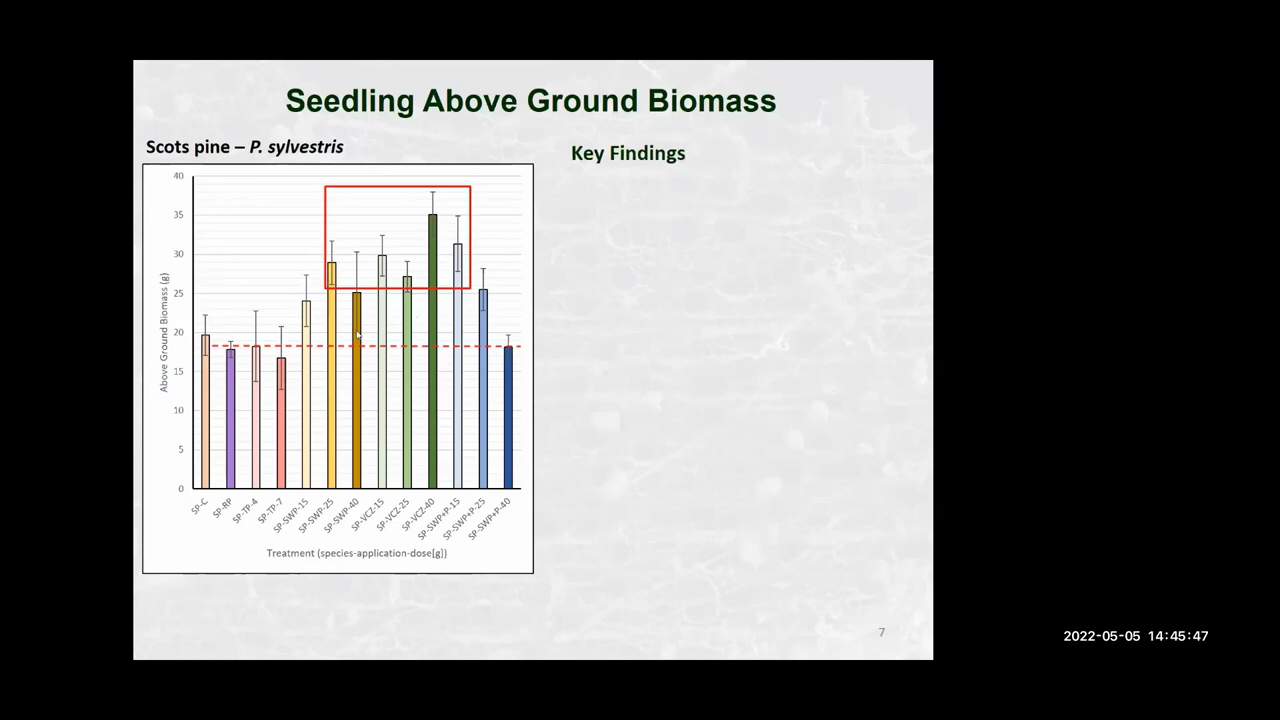 Seedling Above Ground Biomass
Scots pine – P. sylvestris
Key Findings
40
35
30
25
20
15
10
5
0
Above Ground Biomass (g)
SP-C
SP-RP
SP-TP-4
SP-TP-7
SP-SWP-15
SP-SWP-25
SP-SWP-40
SP-VCZ-15
SP-VCZ-25
SP-VCZ-40
SP-SWP+P-15
SP-SWP+P-25
SP-SWP+P-40
Treatment (species-application-dose[g])
7
2022-05-05 14:45:47